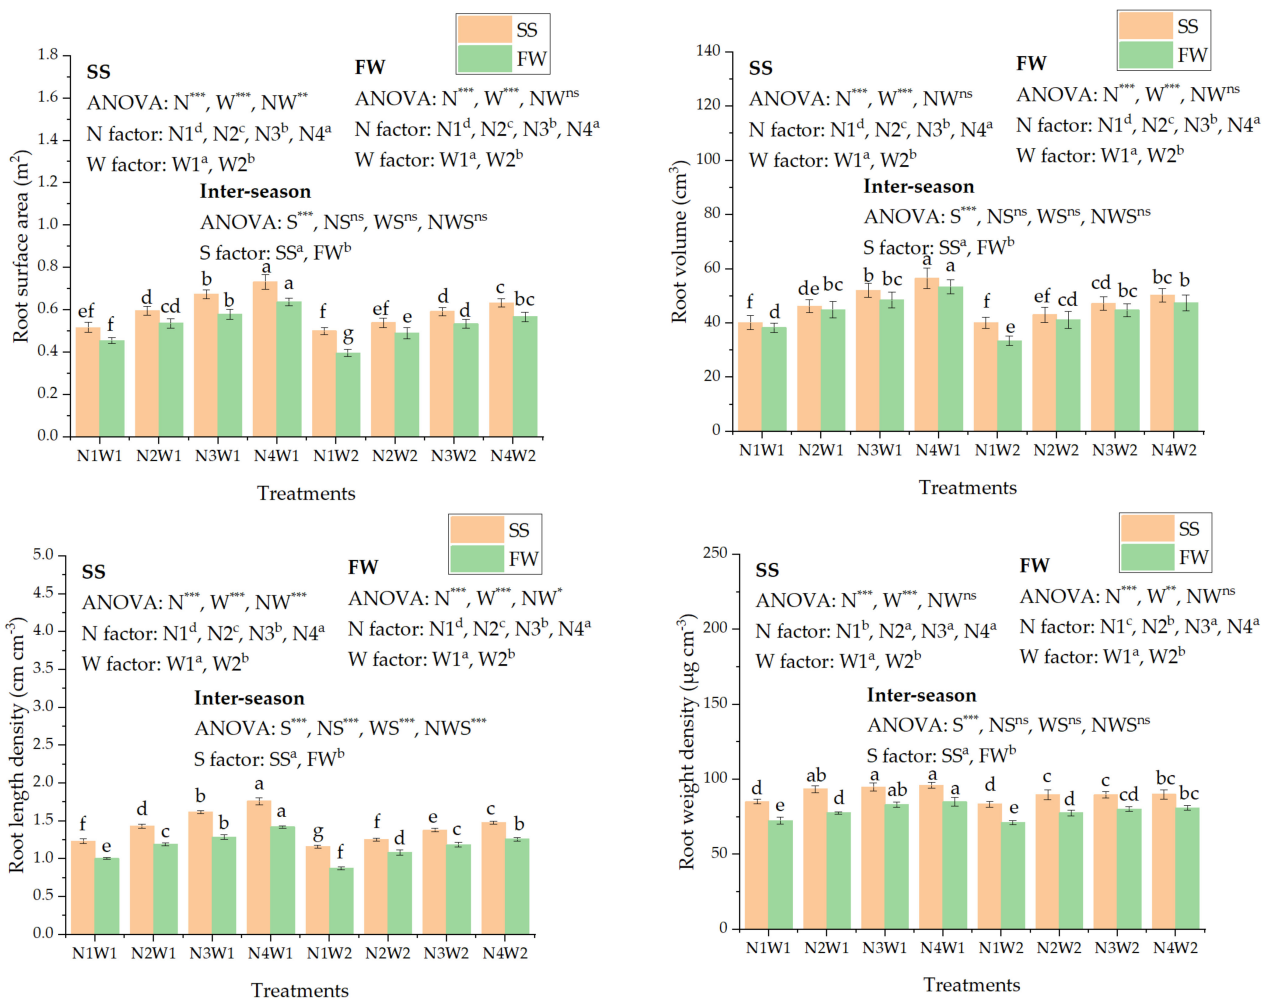 SS
FW
1.8
1.6
1.4
1.2
1.0
0.8
0.6
0.4
0.2
0.0
Root surface area (m²)
SS
ANOVA: N***, W***, NW**
N factor: N1ᵈ, N2ᶜ, N3ᵇ, N4ᵃ
W factor: W1ᵃ, W2ᵇ
FW
ANOVA: N***, W***, NWⁿˢ
N factor: N1ᵈ, N2ᶜ, N3ᵇ, N4ᵃ
W factor: W1ᵃ, W2ᵇ
Inter-season
ANOVA: S***, NSⁿˢ, WSⁿˢ, NWSⁿˢ
S factor: SSᵃ, FWᵇ
ef f d cd b b a a f g ef e d d c bc
N1W1 N2W1 N3W1 N4W1 N1W2 N2W2 N3W2 N4W2
Treatments
SS
FW
140
120
100
80
60
40
20
0
Root volume (cm³)
SS
ANOVA: N***, W***, NWⁿˢ
N factor: N1ᵈ, N2ᶜ, N3ᵇ, N4ᵃ
W factor: W1ᵃ, W2ᵇ
FW
ANOVA: N***, W***, NWⁿˢ
N factor: N1ᵈ, N2ᶜ, N3ᵇ, N4ᵃ
W factor: W1ᵃ, W2ᵇ
Inter-season
ANOVA: S***, NSⁿˢ, WSⁿˢ, NWSⁿˢ
S factor: SSᵃ, FWᵇ
f d de bc b bc a a f e ef cd cd bc bc b
N1W1 N2W1 N3W1 N4W1 N1W2 N2W2 N3W2 N4W2
Treatments
SS
FW
5.0
4.5
4.0
3.5
3.0
2.5
2.0
1.5
1.0
0.5
0.0
Root length density (cm cm⁻³)
SS
ANOVA: N***, W***, NW***
N factor: N1ᵈ, N2ᶜ, N3ᵇ, N4ᵃ
W factor: W1ᵃ, W2ᵇ
FW
ANOVA: N***, W***, NW*
N factor: N1ᵈ, N2ᶜ, N3ᵇ, N4ᵃ
W factor: W1ᵃ, W2ᵇ
Inter-season
ANOVA: S***, NS***, WS***, NWS***
S factor: SSᵃ, FWᵇ
f e d c b b a a g f f d e c c b
N1W1 N2W1 N3W1 N4W1 N1W2 N2W2 N3W2 N4W2
Treatments
SS
FW
250
200
150
100
50
0
Root weight density (µg cm⁻³)
SS
ANOVA: N***, W***, NWⁿˢ
N factor: N1ᵇ, N2ᵃ, N3ᵃ, N4ᵃ
W factor: W1ᵃ, W2ᵇ
FW
ANOVA: N***, W**, NWⁿˢ
N factor: N1ᶜ, N2ᵇ, N3ᵃ, N4ᵃ
W factor: W1ᵃ, W2ᵇ
Inter-season
ANOVA: S***, NSⁿˢ, WSⁿˢ, NWSⁿˢ
S factor: SSᵃ, FWᵇ
d e ab d a ab a a d e c d c cd bc bc
N1W1 N2W1 N3W1 N4W1 N1W2 N2W2 N3W2 N4W2
Treatments